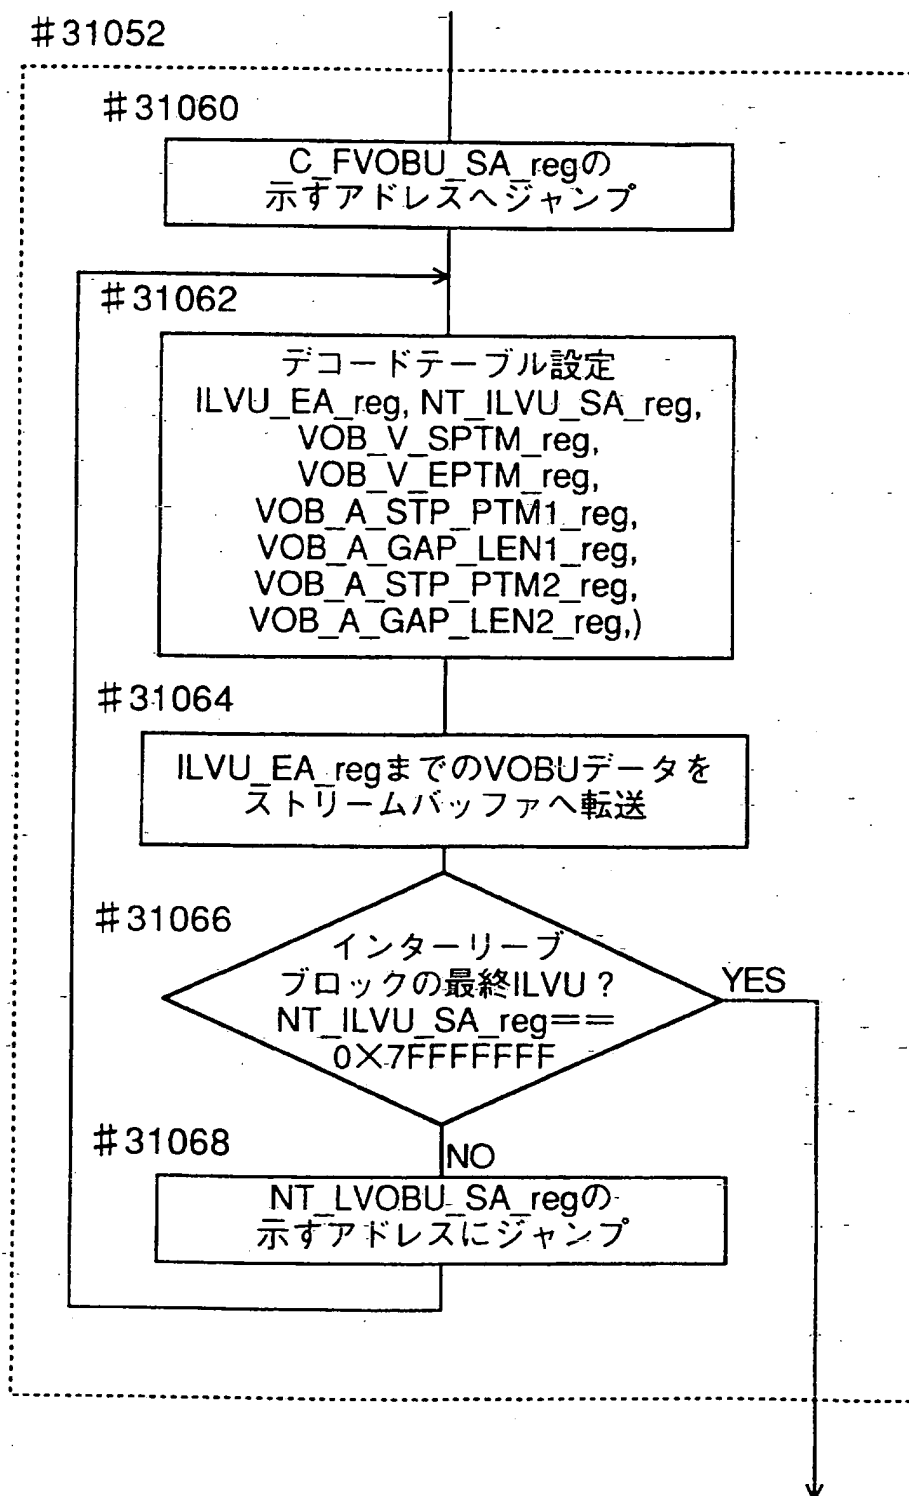 #31052
#31060
C_FVOBU_SA_regの
示すアドレスへジャンプ
#31062
デコードテーブル設定
ILVU_EA_reg, NT_ILVU_SA_reg,
VOB_V_SPTM_reg,
VOB_V_EPTM_reg,
VOB_A_STP_PTM1_reg,
VOB_A_GAP_LEN1_reg,
VOB_A_STP_PTM2_reg,
VOB_A_GAP_LEN2_reg,)
#31064
ILVU_EA_regまでのVOBUデータを
ストリームバッファへ転送
#31066
インターリーブ
ブロックの最終ILVU?
NT_ILVU_SA_reg==
0×7FFFFFFF
YES
#31068
NO
NT_LVOBU_SA_regの
示すアドレスにジャンプ